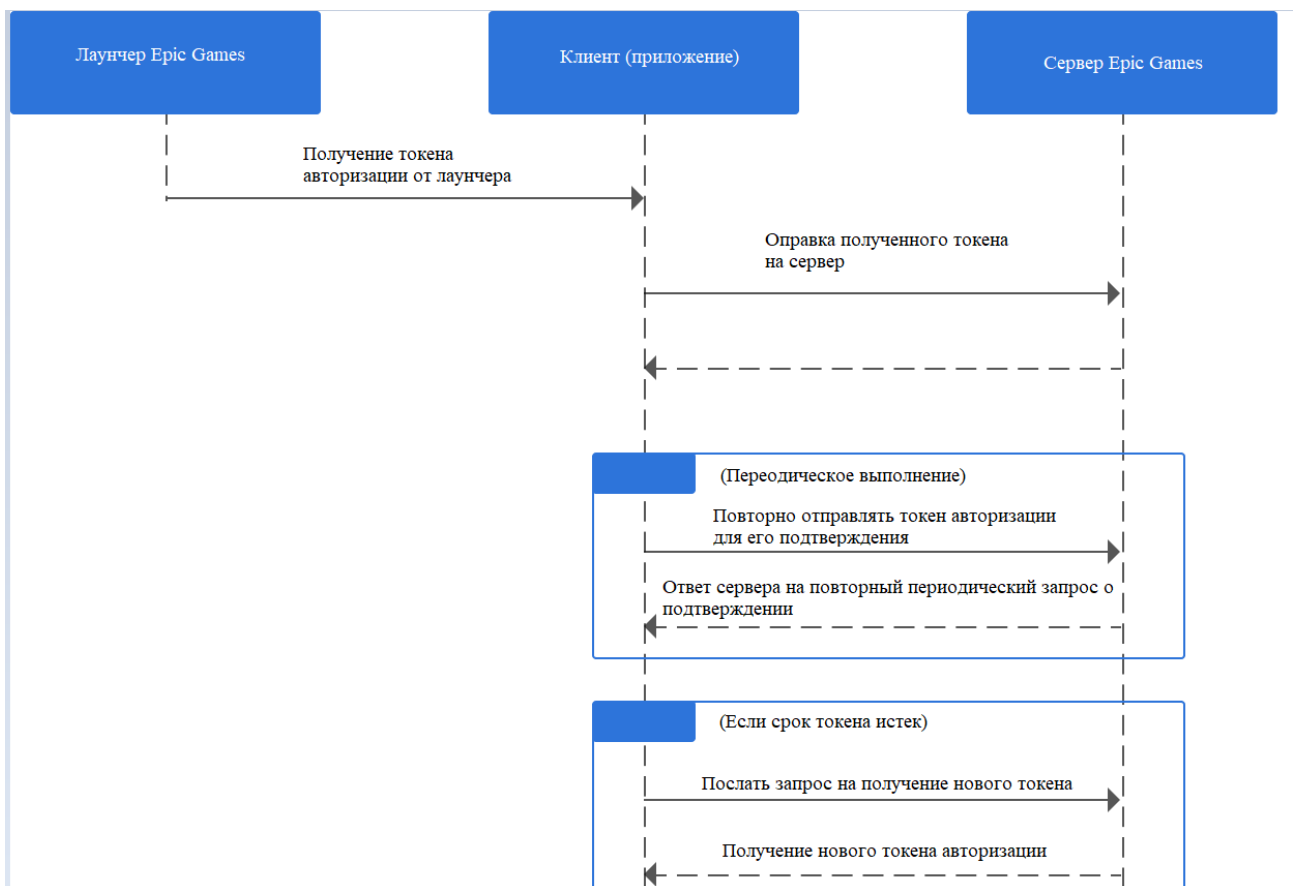 Лаунчер Epic Games
Клиент (приложение)
Сервер Epic Games
Получение токена
авторизации от лаунчера
Оправка полученного токена
на сервер
(Переодическое выполнение)
Повторно отправлять токен авторизации
для его подтверждения
Ответ сервера на повторный периодический запрос о
подтверждении
(Если срок токена истек)
Послать запрос на получение нового токена
Получение нового токена авторизации